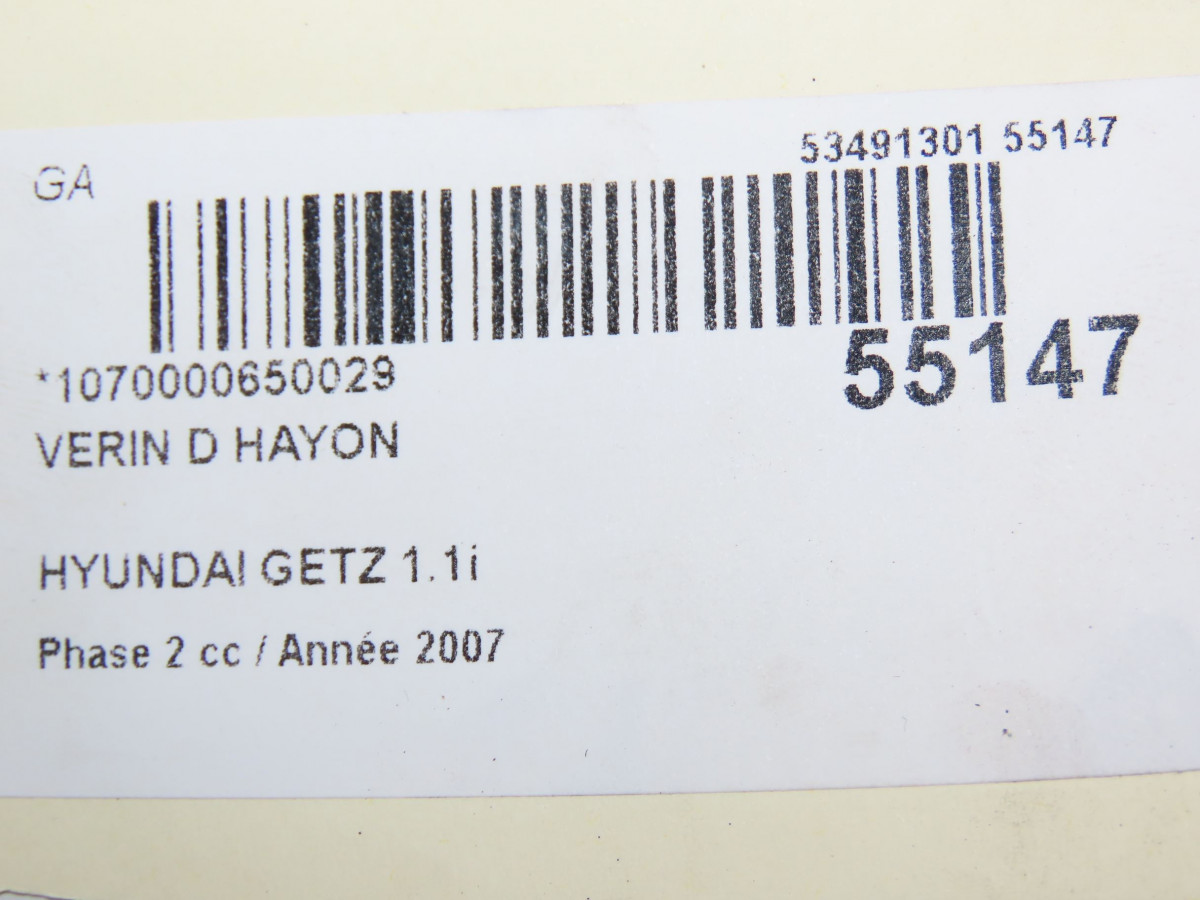 53491301 55147
GA
55147
*1070000650029
VERIN D HAYON
HYUNDAI GETZ 1.1i
Phase 2 cc / Année 2007